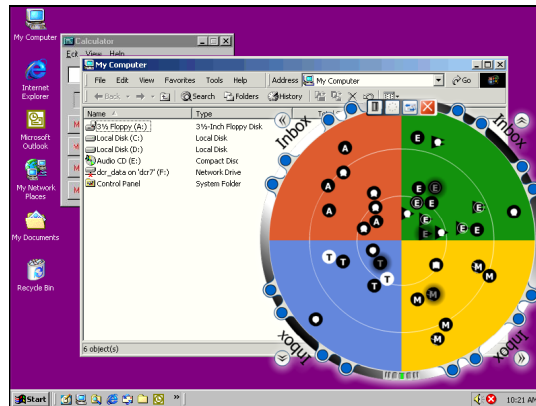 My Computer
Internet
Explorer
Microsoft
Outlook
My Network
Places
My Documents
Recycle Bin
Calculator
Edit View Help
My Computer
File Edit View Favorites Tools Help Address My Computer Go
Back Search Folders History
Name Type
3½ Floppy (A:) 3½-Inch Floppy Disk
Local Disk (C:) Local Disk
Local Disk (D:) Local Disk
Audio CD (E:) Compact Disc
dcr_data on 'dcr7' (F:) Network Drive
Control Panel System Folder
6 object(s)
Inbox
Inbox
Inbox
Inbox
A
A
A
A
E
E
E
E
E
E
E
E
E
T
T
T
T
T
M
M
M
M
M
M
Start
10:21 AM